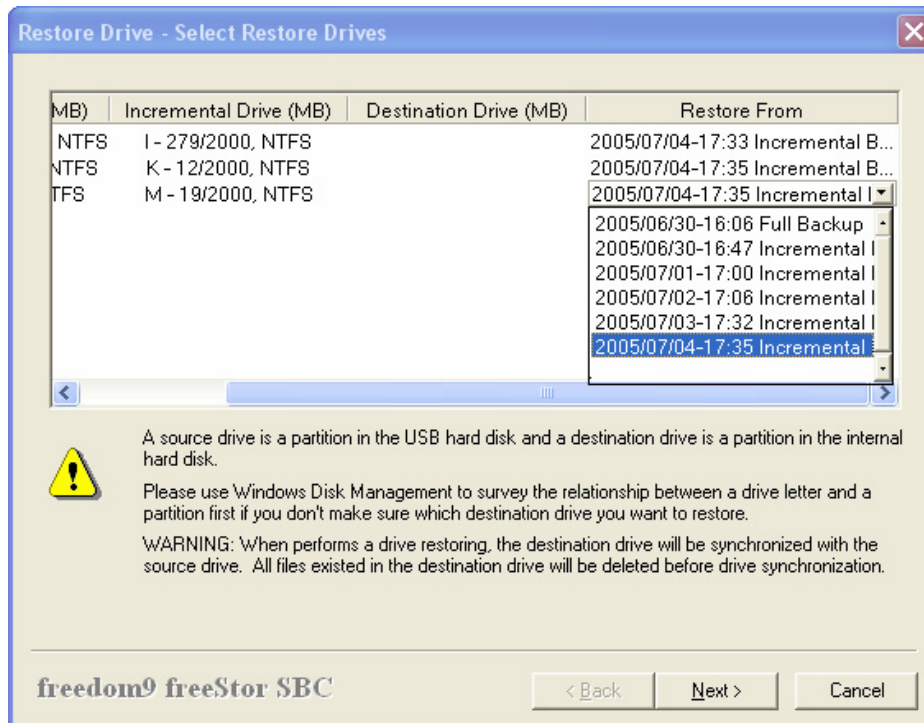 Restore Drive - Select Restore Drives
MB) Incremental Drive (MB) Destination Drive (MB) Restore From
NTFS I - 279/2000, NTFS 2005/07/04-17:33 Incremental B...
NTFS K - 12/2000, NTFS 2005/07/04-17:35 Incremental B...
TFS M - 19/2000, NTFS 2005/07/04-17:35 Incremental
2005/06/30-16:06 Full Backup
2005/06/30-16:47 Incremental
2005/07/01-17:00 Incremental
2005/07/02-17:06 Incremental
2005/07/03-17:32 Incremental
2005/07/04-17:35 Incremental
A source drive is a partition in the USB hard disk and a destination drive is a partition in the internal
hard disk.
Please use Windows Disk Management to survey the relationship between a drive letter and a
partition first if you don't make sure which destination drive you want to restore.
WARNING: When performs a drive restoring, the destination drive will be synchronized with the
source drive. All files existed in the destination drive will be deleted before drive synchronization.
freedom9 freeStor SBC
< Back Next > Cancel